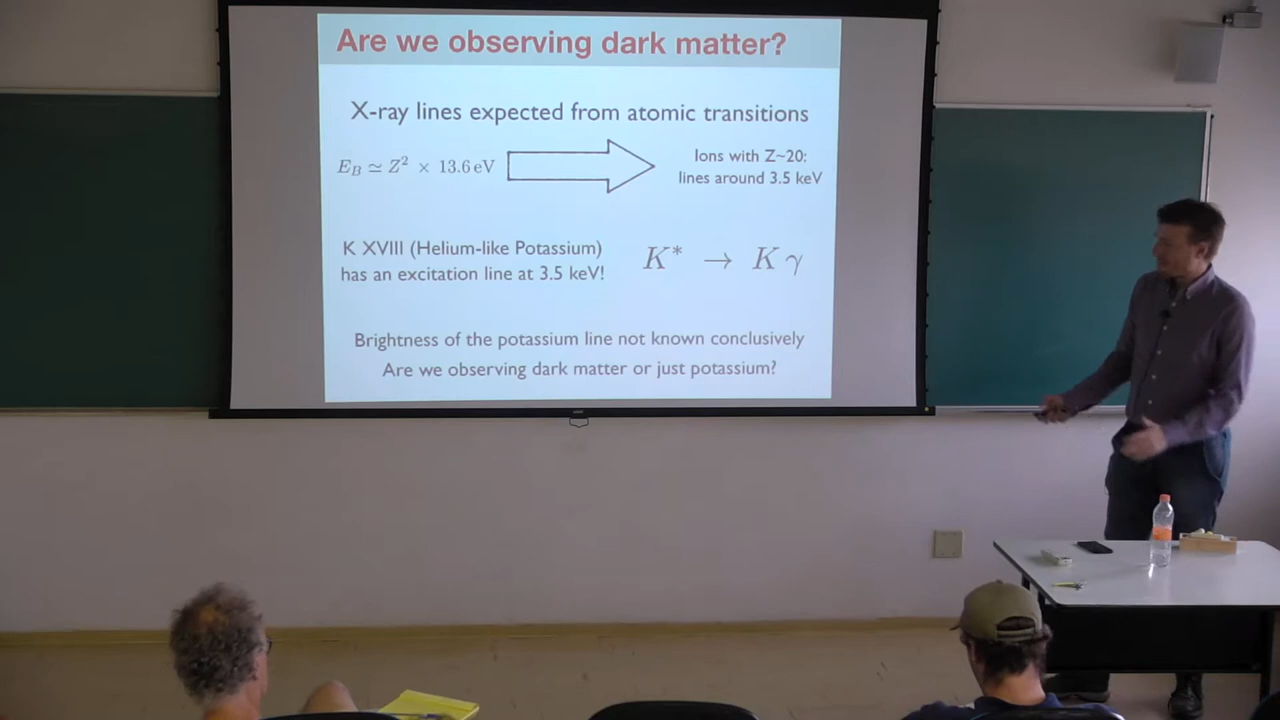 Are we observing dark matter?
X-ray lines expected from atomic transitions
E_B ≃ Z² × 13.6 eV
Ions with Z~20:
lines around 3.5 keV
K XVIII (Helium-like Potassium)
has an excitation line at 3.5 keV!
K* → K γ
Brightness of the potassium line not known conclusively
Are we observing dark matter or just potassium?